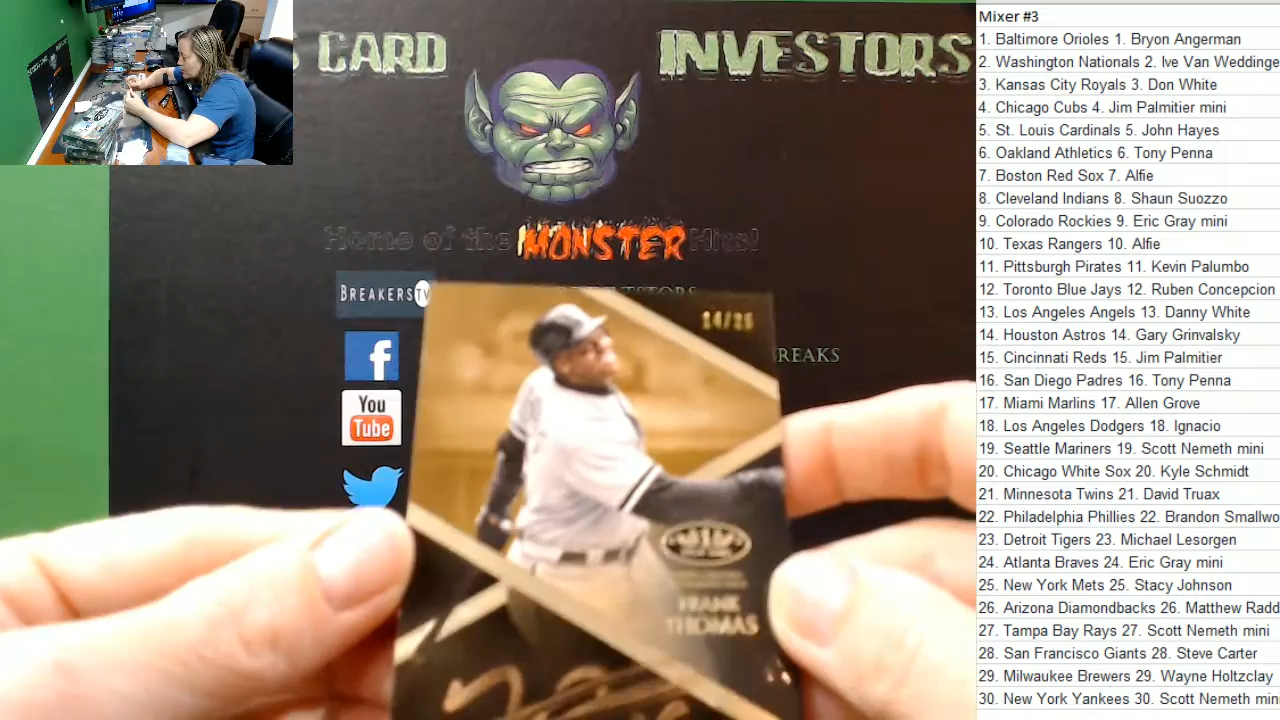 CARD INVESTORS
Home of the MONSTER Hits!
BREAKERSTV
f
You
Tube
REAKS
14/25
FRANK
THOMAS
Mixer #3
1. Baltimore Orioles 1. Bryon Angerman
2. Washington Nationals 2. Ive Van Weddinge
3. Kansas City Royals 3. Don White
4. Chicago Cubs 4. Jim Palmitier mini
5. St. Louis Cardinals 5. John Hayes
6. Oakland Athletics 6. Tony Penna
7. Boston Red Sox 7. Alfie
8. Cleveland Indians 8. Shaun Suozzo
9. Colorado Rockies 9. Eric Gray mini
10. Texas Rangers 10. Alfie
11. Pittsburgh Pirates 11. Kevin Palumbo
12. Toronto Blue Jays 12. Ruben Concepcion
13. Los Angeles Angels 13. Danny White
14. Houston Astros 14. Gary Grinvalsky
15. Cincinnati Reds 15. Jim Palmitier
16. San Diego Padres 16. Tony Penna
17. Miami Marlins 17. Allen Grove
18. Los Angeles Dodgers 18. Ignacio
19. Seattle Mariners 19. Scott Nemeth mini
20. Chicago White Sox 20. Kyle Schmidt
21. Minnesota Twins 21. David Truax
22. Philadelphia Phillies 22. Brandon Smallwo
23. Detroit Tigers 23. Michael Lesorgen
24. Atlanta Braves 24. Eric Gray mini
25. New York Mets 25. Stacy Johnson
26. Arizona Diamondbacks 26. Matthew Radd
27. Tampa Bay Rays 27. Scott Nemeth mini
28. San Francisco Giants 28. Steve Carter
29. Milwaukee Brewers 29. Wayne Holtzclay
30. New York Yankees 30. Scott Nemeth min